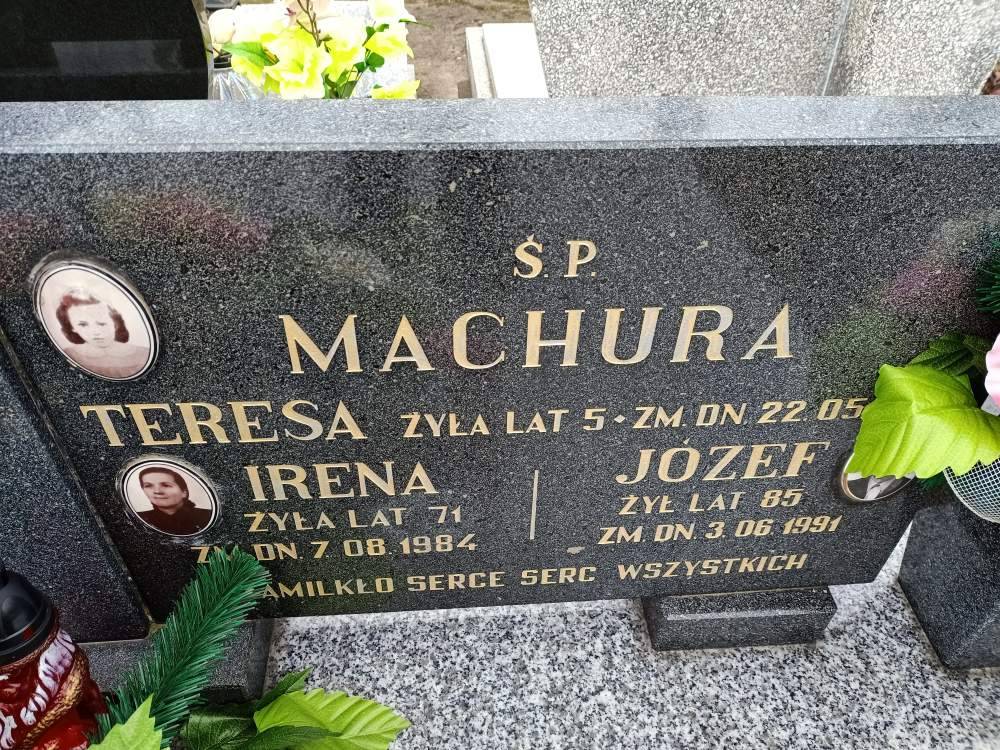 Ś.P.
MACHURA
TERESA ŻYŁA LAT 5 • ZM. DN. 22.05
IRENA
ŻYŁA LAT 71
DN. 7 08.1984
JÓZEF
ŻYŁ LAT 85
ZM. DN. 3.06.1991
AMILKŁO SERCE SERC WSZYSTKICH